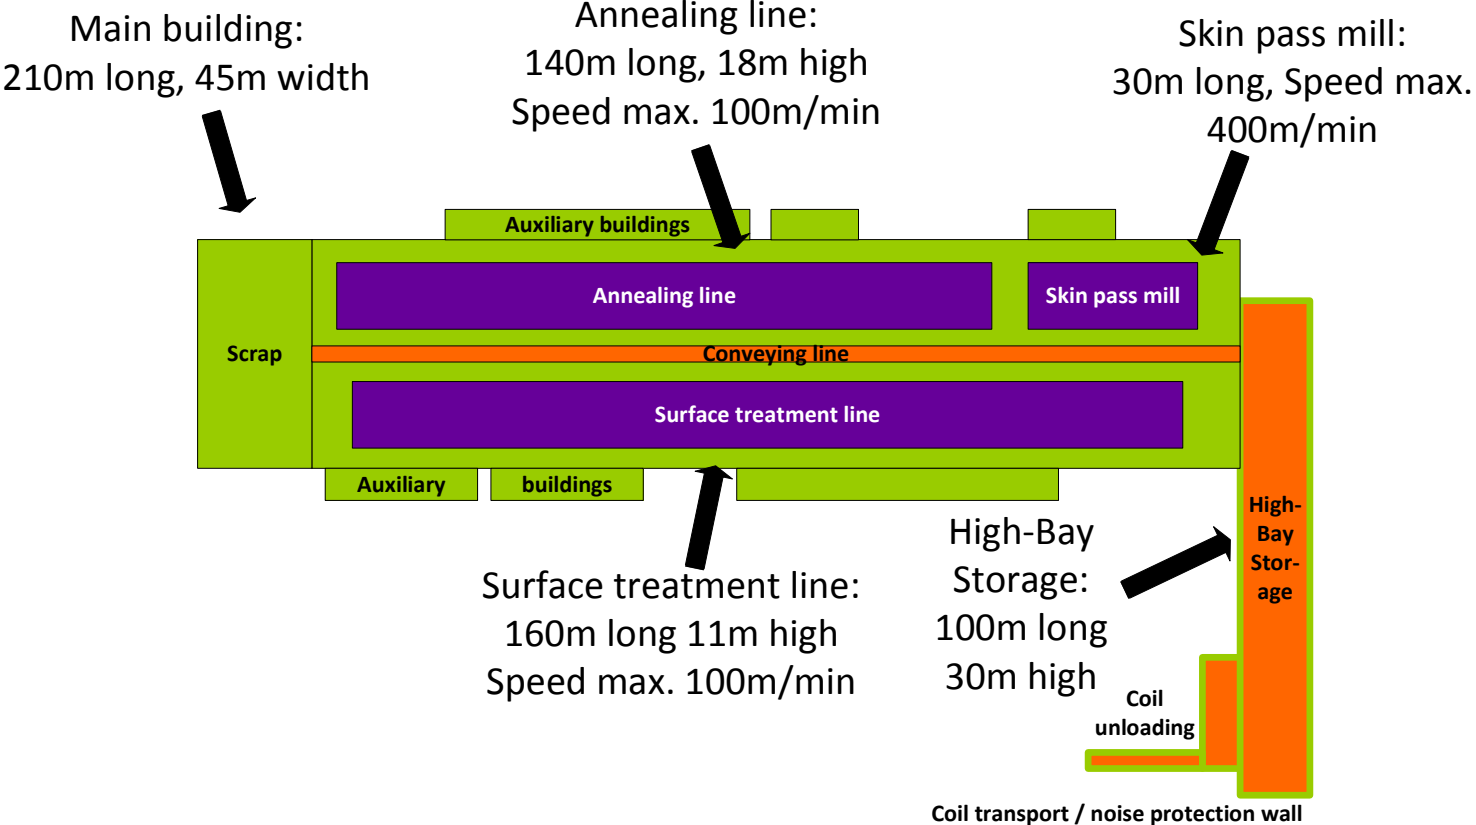 Main building:
210m long, 45m width
Annealing line:
140m long, 18m high
Speed max. 100m/min
Skin pass mill:
30m long, Speed max.
400m/min
Auxiliary buildings
Annealing line
Skin pass mill
Scrap
Conveying line
Surface treatment line
Auxiliary
buildings
High-
Bay
Stor-
age
Surface treatment line:
160m long 11m high
Speed max. 100m/min
High-Bay
Storage:
100m long
30m high
Coil
unloading
Coil transport / noise protection wall